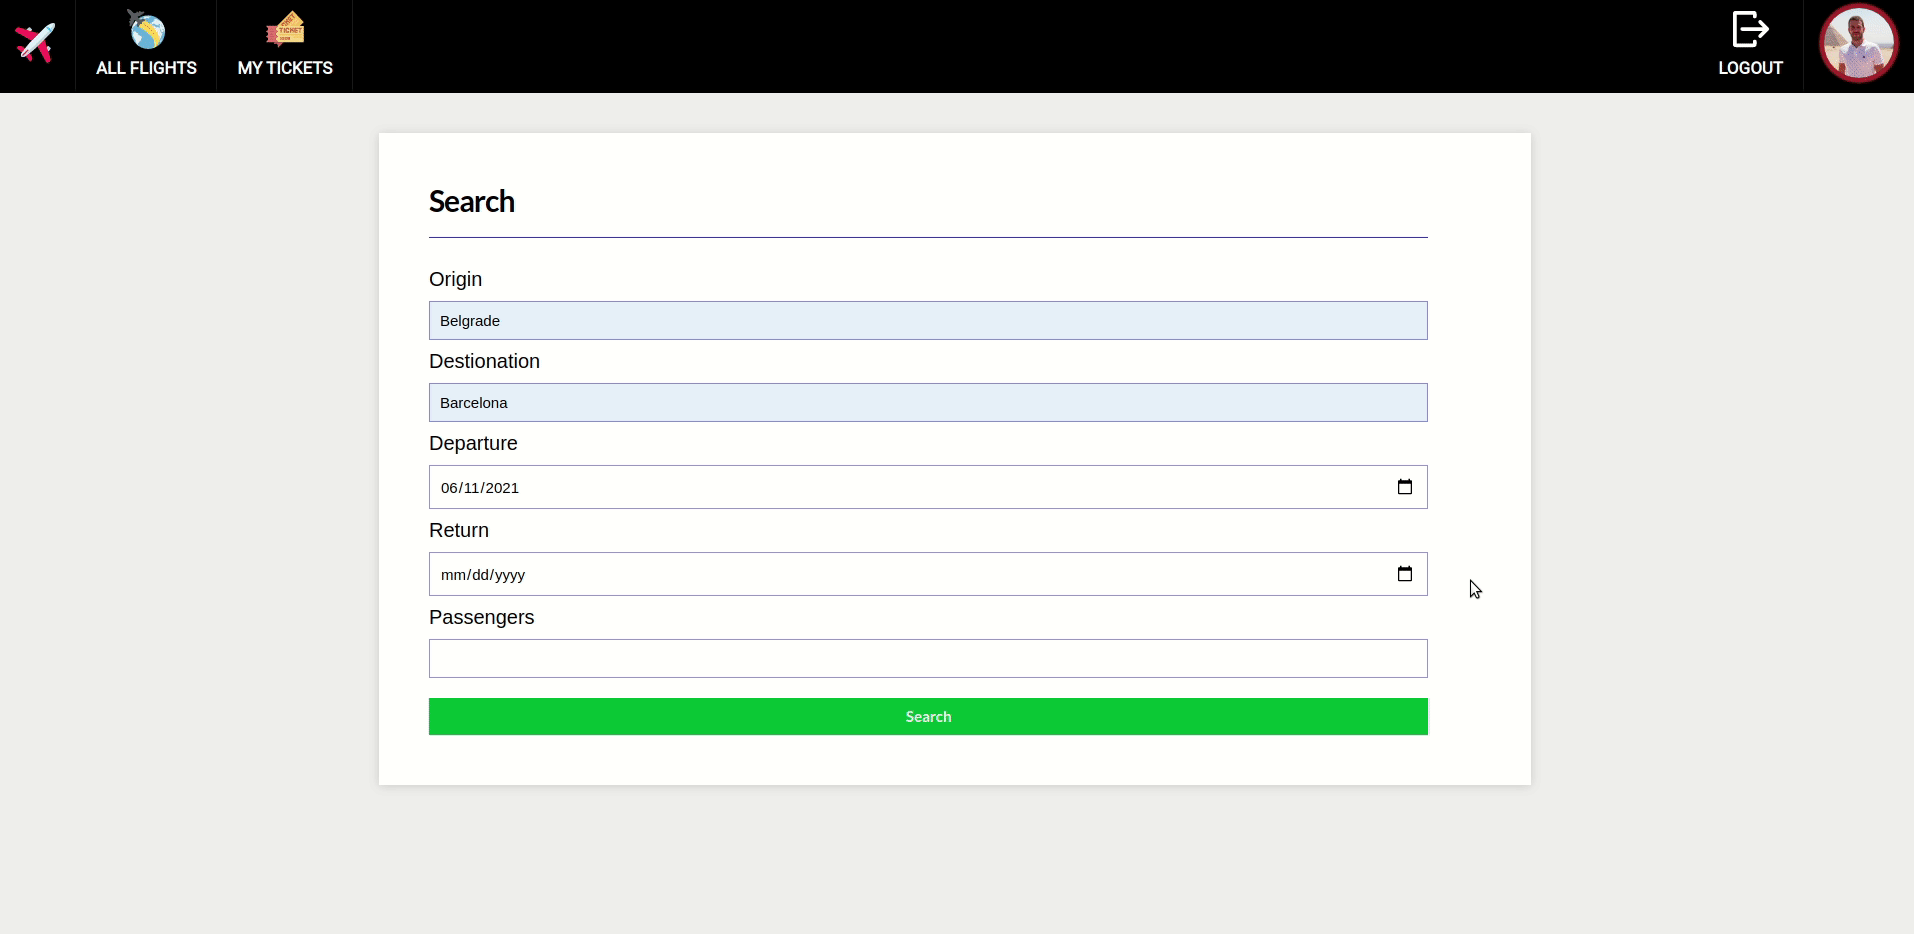 ALL FLIGHTS
MY TICKETS
LOGOUT
Search
Origin
Belgrade
Destionation
Barcelona
Departure
06/11/2021
Return
mm/dd/yyyy
Passengers
Search